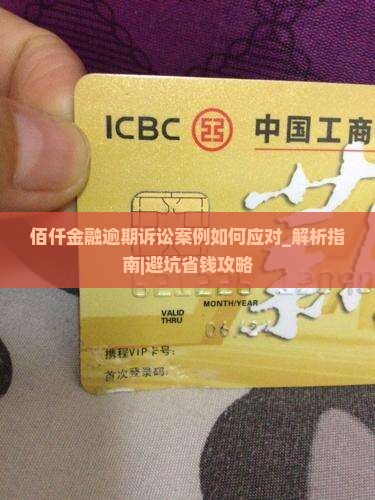 ICBC 中国工商
佰仟金融逾期诉讼案例如何应对_解析指
南|避坑省钱攻略
MONTH/YEAR
VALID
THRU
携程VIP卡号:
首次登录码: